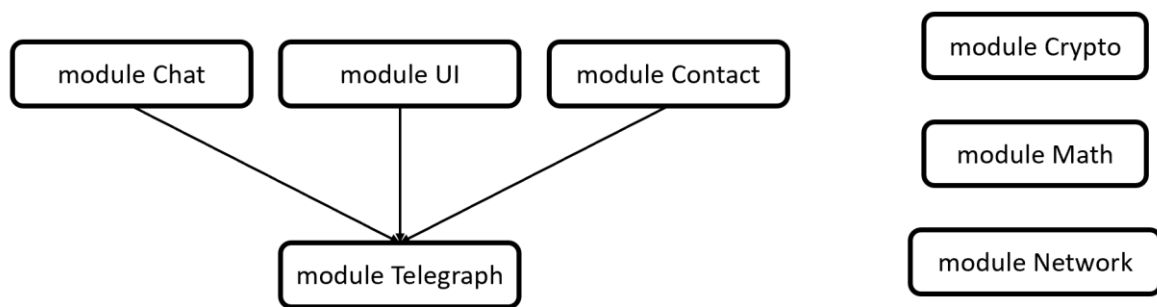 module Chat
module UI
module Contact
module Telegraph
module Crypto
module Math
module Network